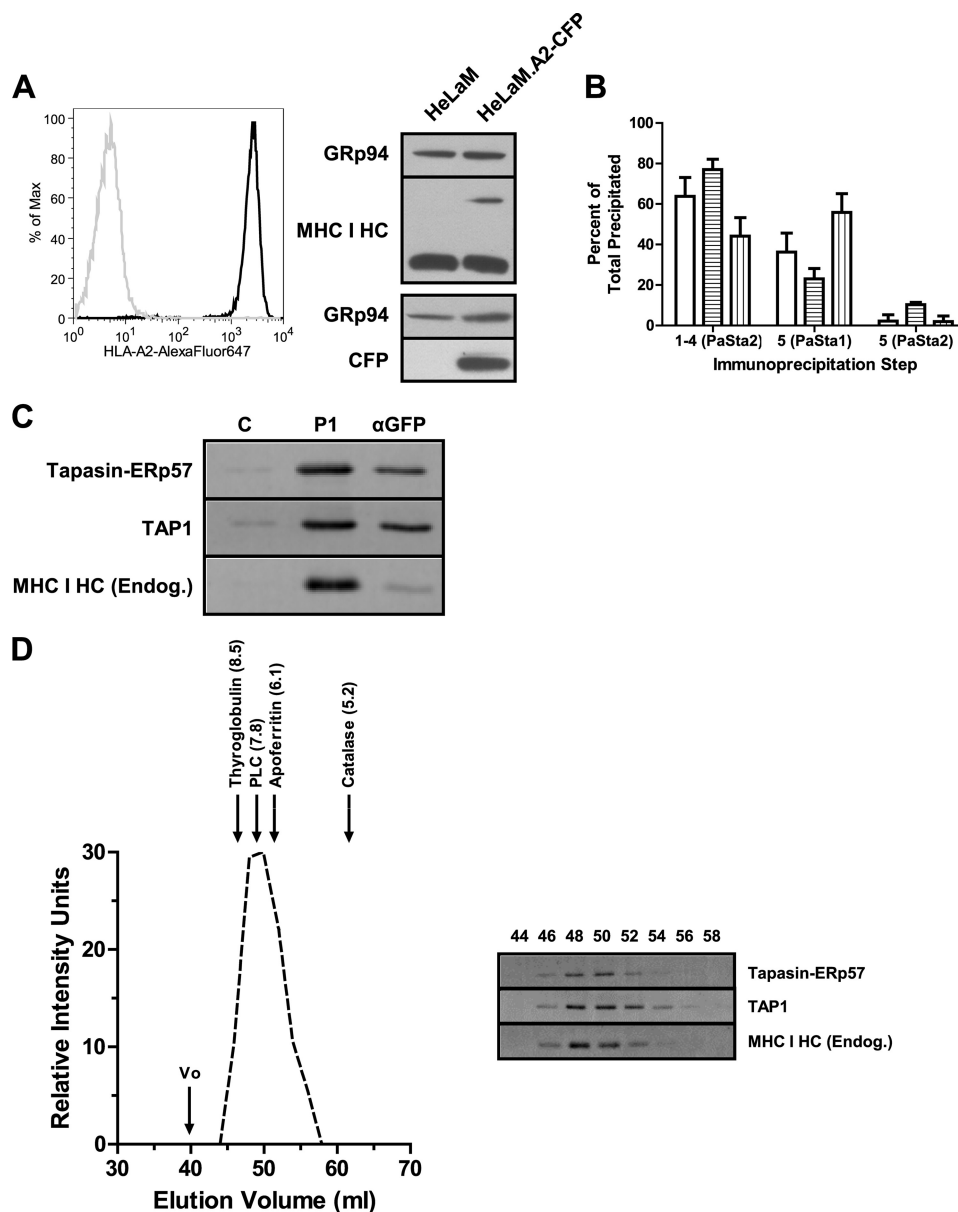 A
HeLaM
HeLaM.A2-CFP
% of Max
100
80
60
40
20
0
10^0 10^1 10^2 10^3 10^4
HLA-A2-AlexaFluor647
GRp94
MHC I HC
GRp94
CFP
B
Percent of
Total Precipitated
100
80
60
40
20
0
1-4 (PaSta2) 5 (PaSta1) 5 (PaSta2)
Immunoprecipitation Step
C
C P1 αGFP
Tapasin-ERp57
TAP1
MHC I HC (Endog.)
D
Thyroglobulin (8.5)
PLC (7.8)
Apoferritin (6.1)
Catalase (5.2)
Relative Intensity Units
30
20
10
0
Vo
30 40 50 60 70
Elution Volume (ml)
44 46 48 50 52 54 56 58
Tapasin-ERp57
TAP1
MHC I HC (Endog.)